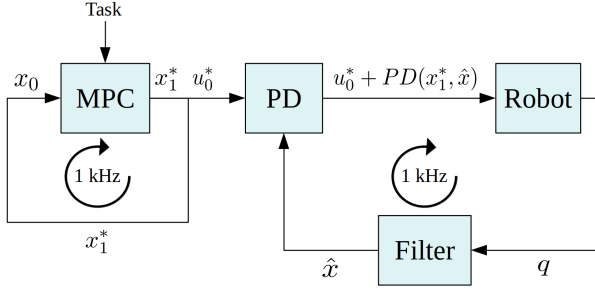 Task
x_0
MPC
x_1^* u_0^*
PD
u_0^* + PD(x_1^*, \hat{x})
Robot
1 kHz
1 kHz
x_1^*
Filter
\hat{x}
q